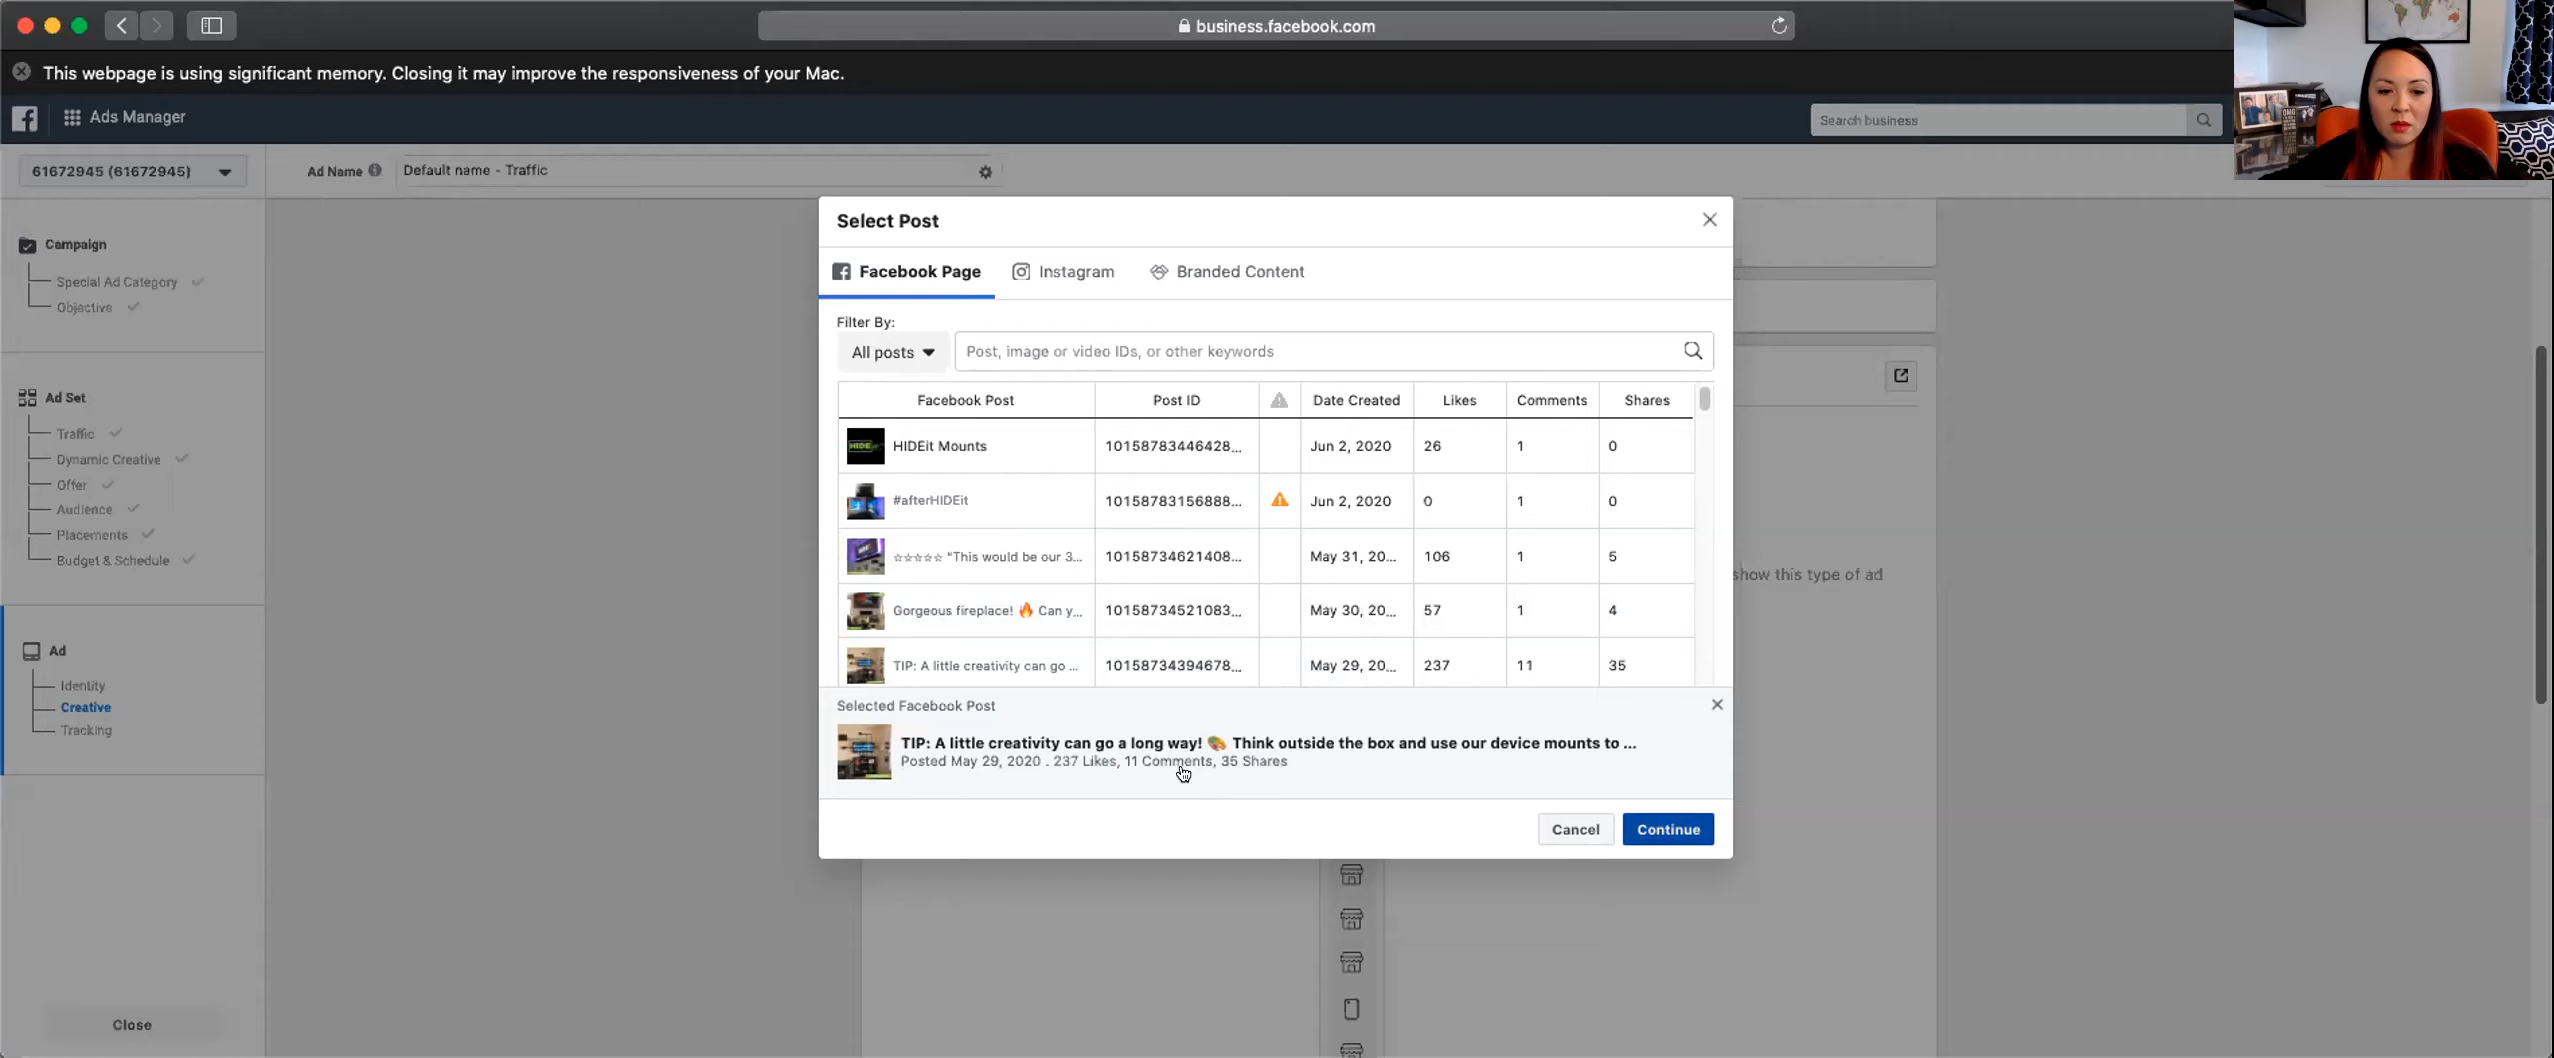 business.facebook.com
This webpage is using significant memory. Closing it may improve the responsiveness of your Mac.
Ads Manager
Search business
61672945 (61672945)
Ad Name
Default name - Traffic
Campaign
Special Ad Category
Objective
Ad Set
Traffic
Dynamic Creative
Offer
Audience
Placements
Budget & Schedule
Ad
Identity
Creative
Tracking
Close
Select Post
Facebook Page
Instagram
Branded Content
Filter By:
All posts
Post, image or video IDs, or other keywords
Facebook Post Post ID Date Created Likes Comments Shares
HIDEit Mounts 10158783446428... Jun 2, 2020 26 1 0
#afterHIDEit 10158783156888... Jun 2, 2020 0 1 0
☆☆☆☆☆ "This would be our 3... 10158734621408... May 31, 20... 106 1 5
Gorgeous fireplace! 🔥 Can y... 10158734521083... May 30, 20... 57 1 4
TIP: A little creativity can go ... 10158734394678... May 29, 20... 237 11 35
Selected Facebook Post
TIP: A little creativity can go a long way! 🎨 Think outside the box and use our device mounts to ...
Posted May 29, 2020 . 237 Likes, 11 Comments, 35 Shares
Cancel
Continue
show this type of ad